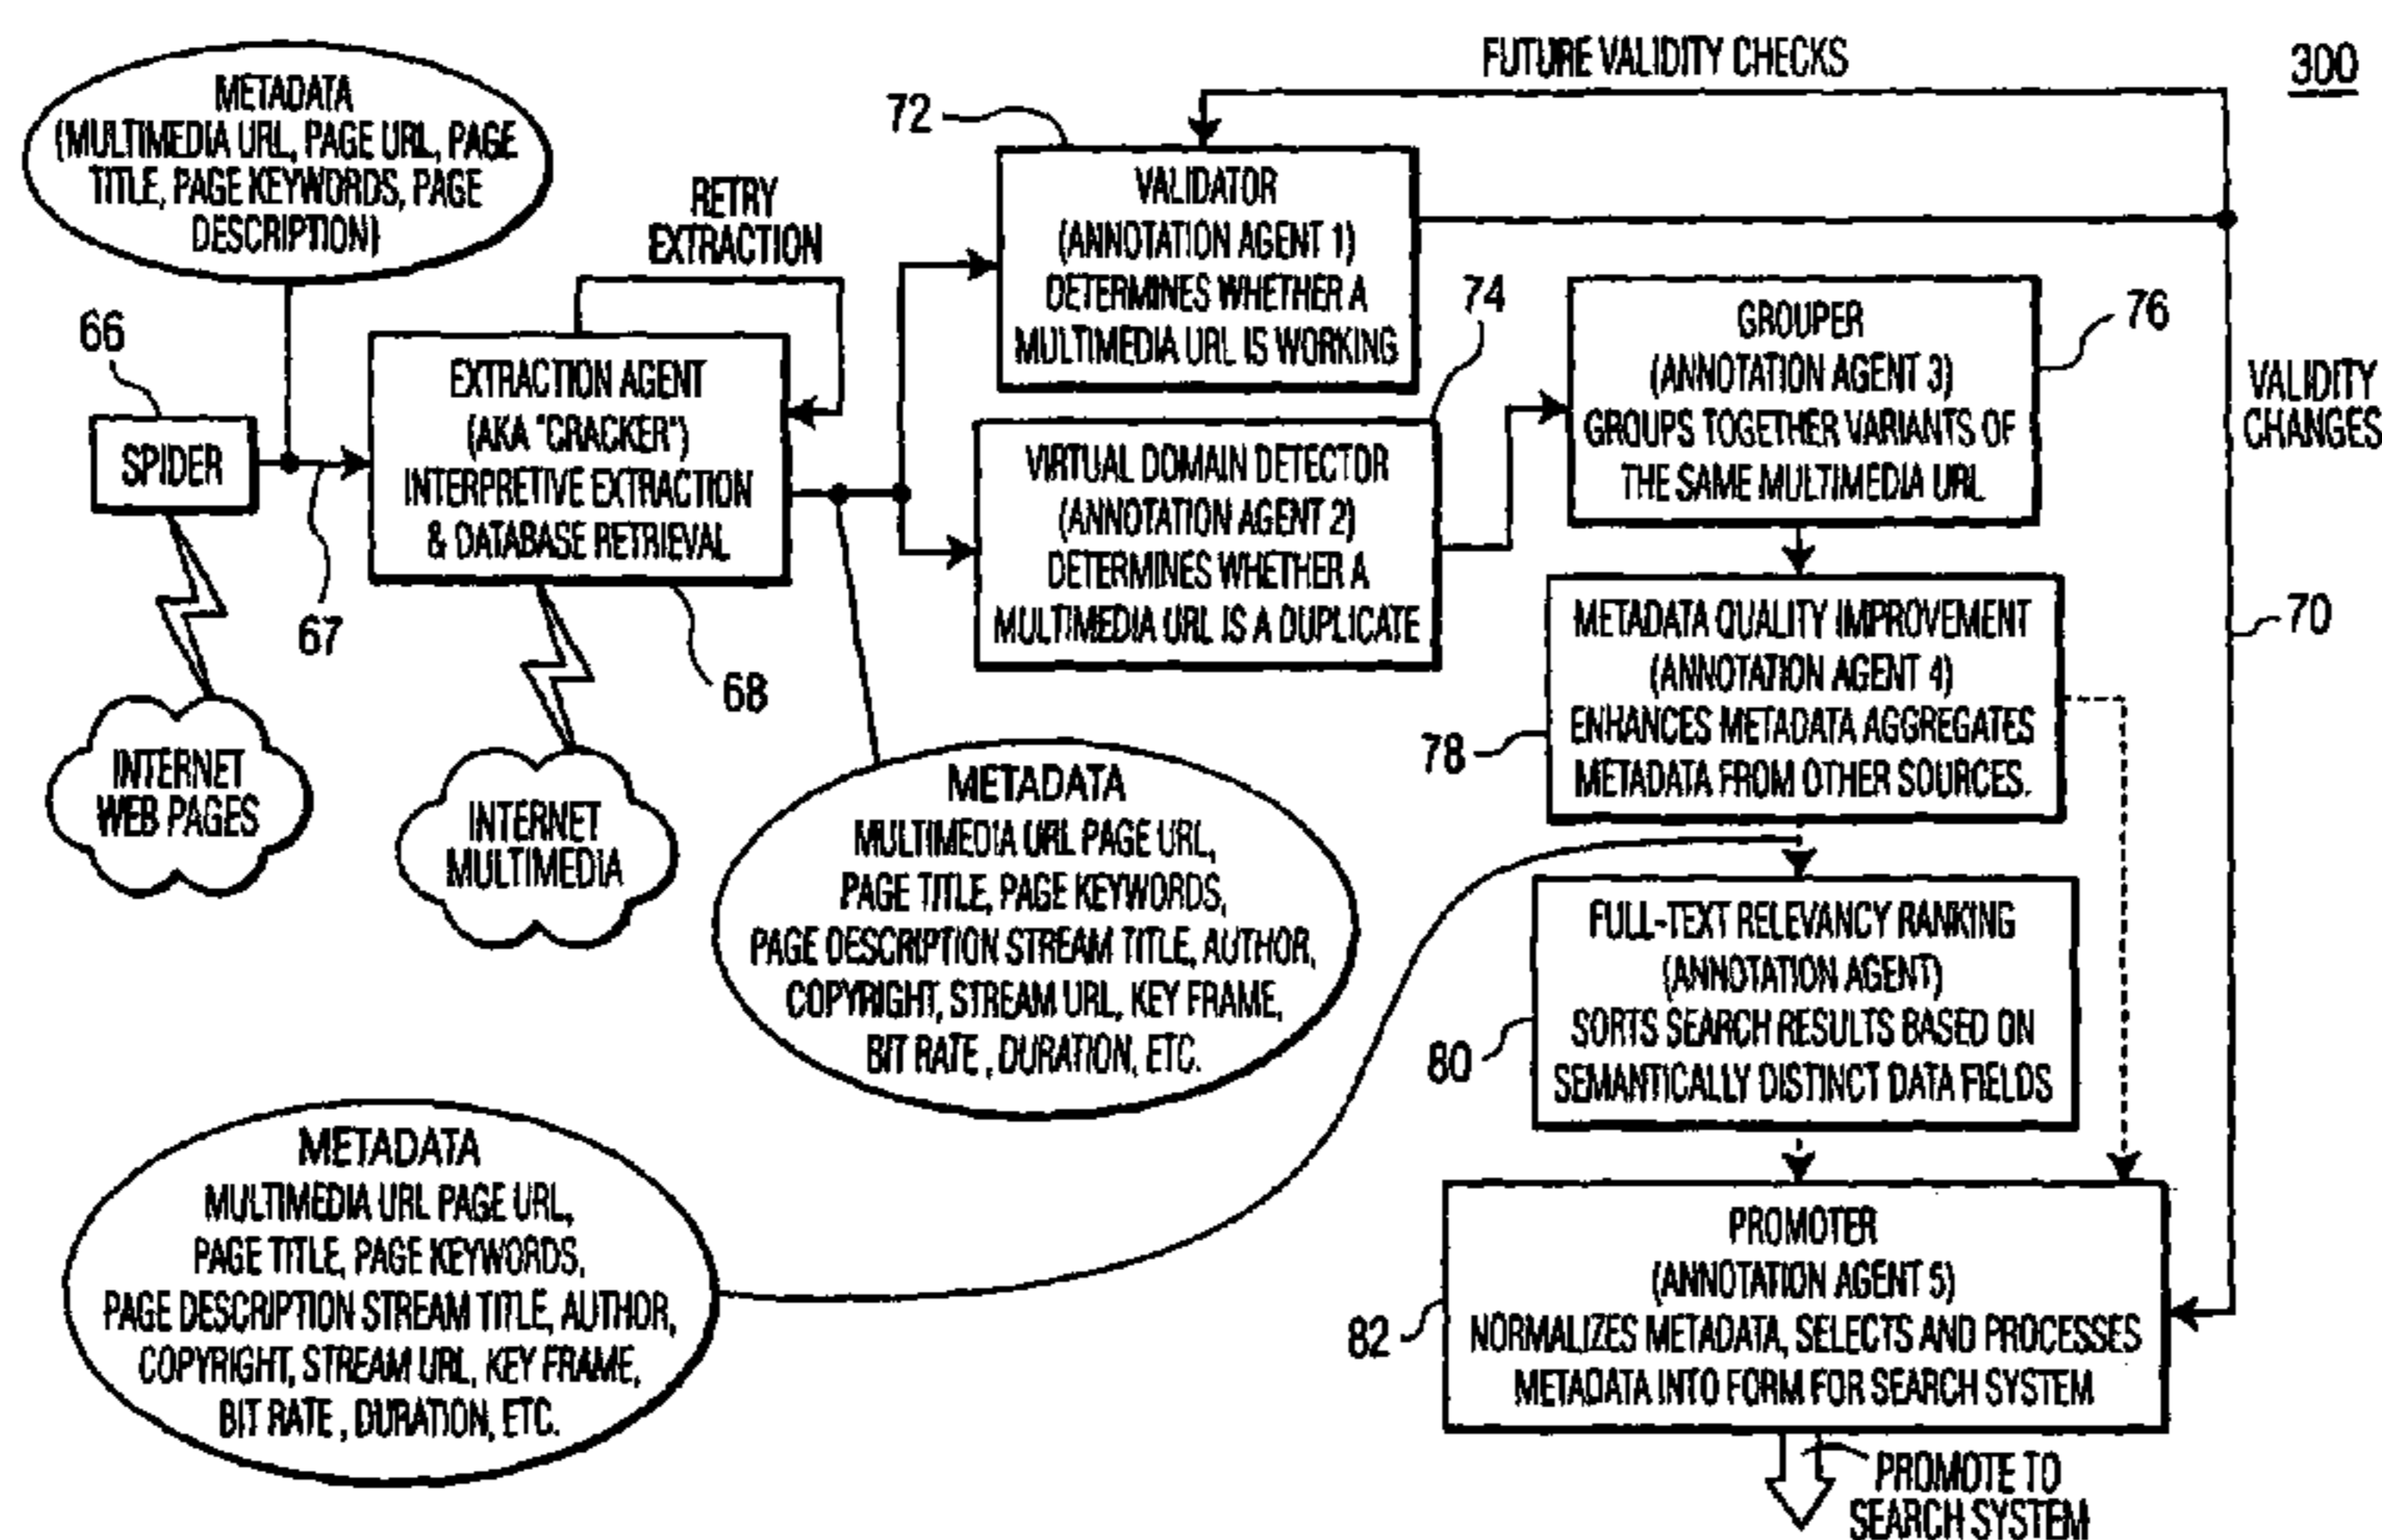 300
FUTURE VALIDITY CHECKS
METADATA
(MULTIMEDIA URL, PAGE URL, PAGE
TITLE, PAGE KEYWORDS, PAGE
DESCRIPTION)
66
SPIDER
67
INTERNET
WEB PAGES
RETRY
EXTRACTION
EXTRACTION AGENT
(AKA "CRACKER")
INTERPRETIVE EXTRACTION
& DATABASE RETRIEVAL
68
INTERNET
MULTIMEDIA
72
VALIDATOR
(ANNOTATION AGENT 1)
DETERMINES WHETHER A
MULTIMEDIA URL IS WORKING
74
VIRTUAL DOMAIN DETECTOR
(ANNOTATION AGENT 2)
DETERMINES WHETHER A
MULTIMEDIA URL IS A DUPLICATE
76
GROUPER
(ANNOTATION AGENT 3)
GROUPS TOGETHER VARIANTS OF
THE SAME MULTIMEDIA URL
VALIDITY
CHANGES
70
METADATA QUALITY IMPROVEMENT
(ANNOTATION AGENT 4)
ENHANCES METADATA AGGREGATES
METADATA FROM OTHER SOURCES.
78
METADATA
MULTIMEDIA URL PAGE URL,
PAGE TITLE, PAGE KEYWORDS,
PAGE DESCRIPTION STREAM TITLE, AUTHOR,
COPYRIGHT, STREAM URL, KEY FRAME,
BIT RATE , DURATION, ETC.
FULL-TEXT RELEVANCY RANKING
(ANNOTATION AGENT)
SORTS SEARCH RESULTS BASED ON
SEMANTICALLY DISTINCT DATA FIELDS
80
METADATA
MULTIMEDIA URL PAGE URL,
PAGE TITLE, PAGE KEYWORDS,
PAGE DESCRIPTION STREAM TITLE, AUTHOR,
COPYRIGHT, STREAM URL, KEY FRAME,
BIT RATE , DURATION, ETC.
PROMOTER
(ANNOTATION AGENT 5)
NORMALIZES METADATA, SELECTS AND PROCESSES
METADATA INTO FORM FOR SEARCH SYSTEM
82
PROMOTE TO
SEARCH SYSTEM